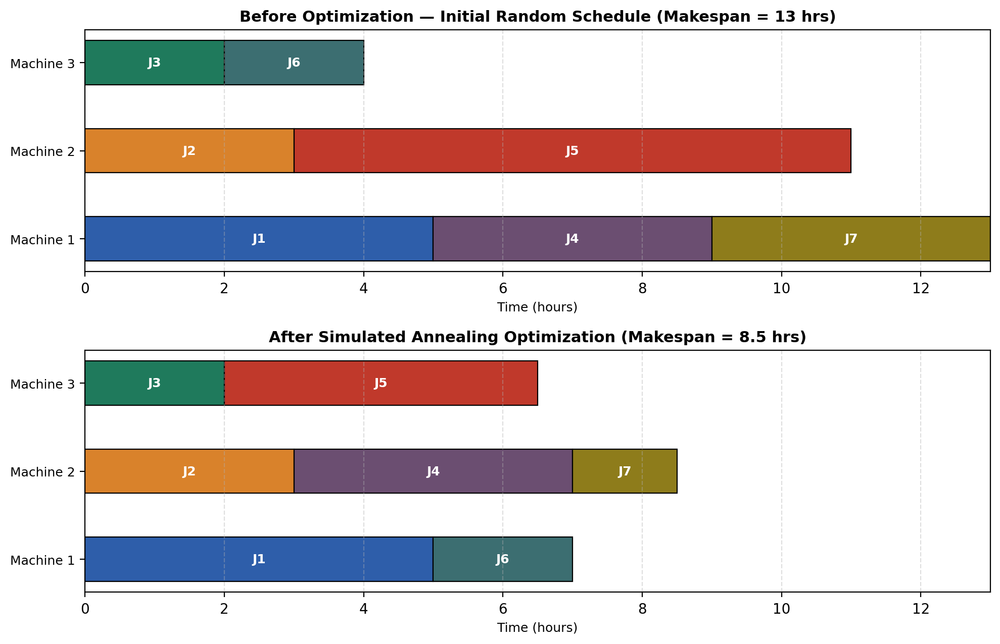 Before Optimization — Initial Random Schedule (Makespan = 13 hrs)
Machine 3
J3 J6
Machine 2
J2 J5
Machine 1
J1 J4 J7
0 2 4 6 8 10 12
Time (hours)
After Simulated Annealing Optimization (Makespan = 8.5 hrs)
Machine 3
J3 J5
Machine 2
J2 J4 J7
Machine 1
J1 J6
0 2 4 6 8 10 12
Time (hours)